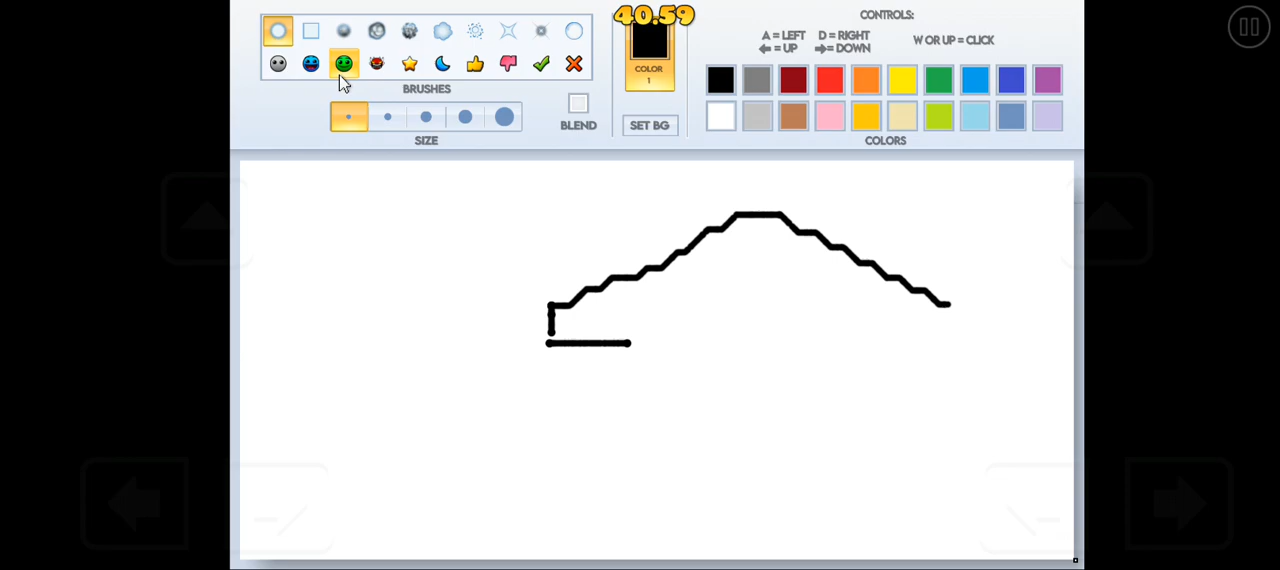 40.59
CONTROLS:
A = LEFT D = RIGHT
← = UP →= DOWN
W OR UP = CLICK
COLOR
1
BRUSHES
BLEND
SET BG
SIZE
COLORS